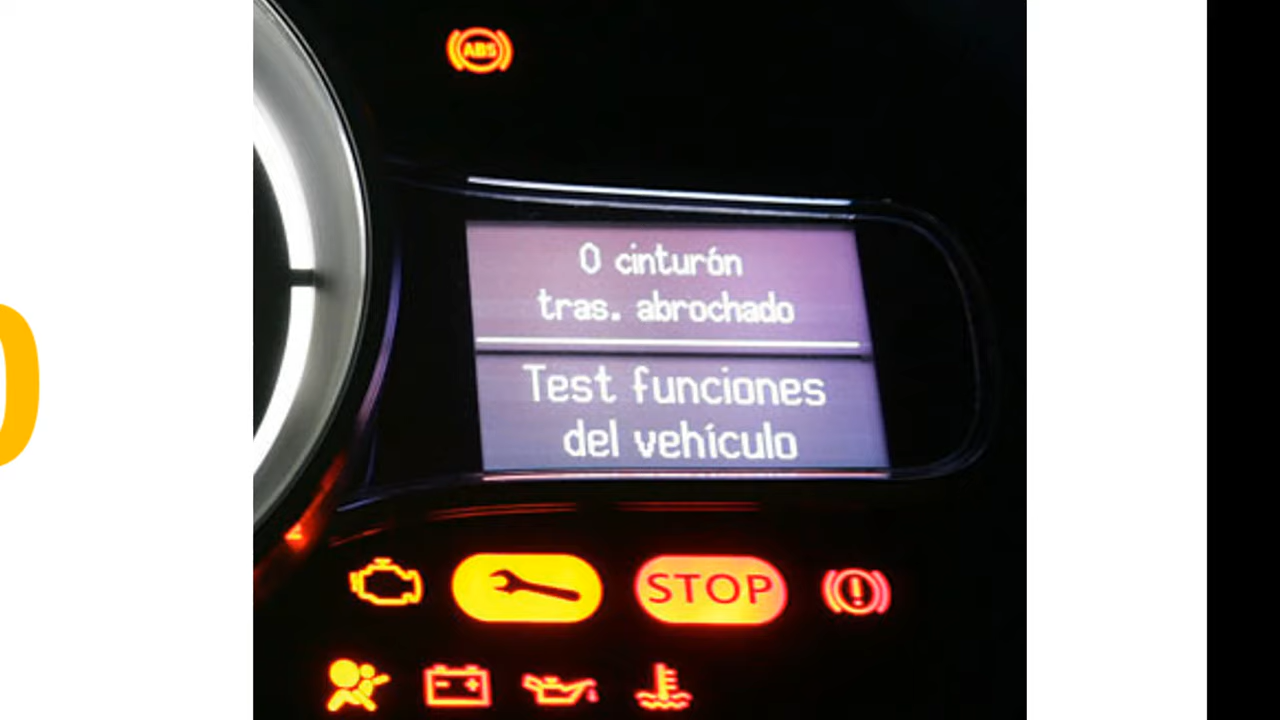 ABS
0 cinturón
tras. abrochado
Test funciones
del vehículo
STOP